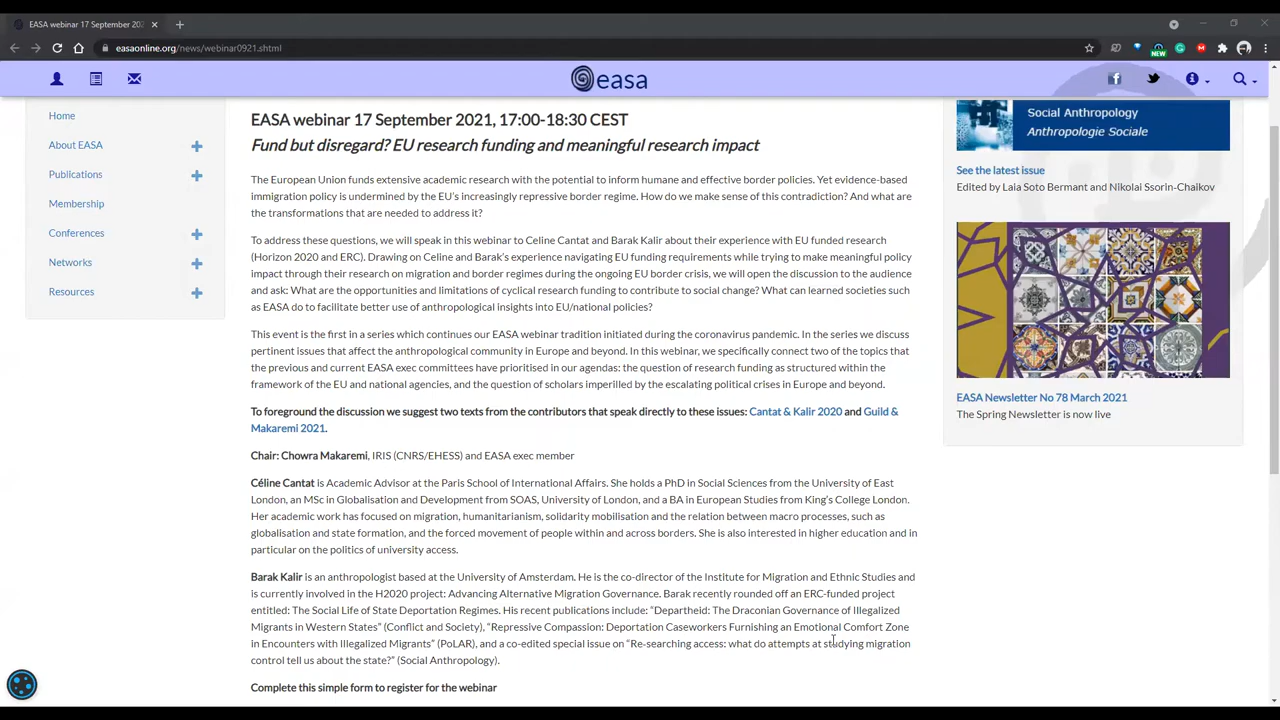 EASA webinar 17 September 202
easaonline.org/news/webinar0921.shtml
NEW
easa
Home
About EASA
Publications
Membership
Conferences
Networks
Resources
EASA webinar 17 September 2021, 17:00-18:30 CEST
Fund but disregard? EU research funding and meaningful research impact
The European Union funds extensive academic research with the potential to inform humane and effective border policies. Yet evidence-based
immigration policy is undermined by the EU's increasingly repressive border regime. How do we make sense of this contradiction? And what are
the transformations that are needed to address it?
To address these questions, we will speak in this webinar to Celine Cantat and Barak Kalir about their experience with EU funded research
(Horizon 2020 and ERC). Drawing on Celine and Barak's experience navigating EU funding requirements while trying to make meaningful policy
impact through their research on migration and border regimes during the ongoing EU border crisis, we will open the discussion to the audience
and ask: What are the opportunities and limitations of cyclical research funding to contribute to social change? What can learned societies such
as EASA do to facilitate better use of anthropological insights into EU/national policies?
This event is the first in a series which continues our EASA webinar tradition initiated during the coronavirus pandemic. In the series we discuss
pertinent issues that affect the anthropological community in Europe and beyond. In this webinar, we specifically connect two of the topics that
the previous and current EASA exec committees have prioritised in our agendas: the question of research funding as structured within the
framework of the EU and national agencies, and the question of scholars imperilled by the escalating political crises in Europe and beyond.
To foreground the discussion we suggest two texts from the contributors that speak directly to these issues: Cantat & Kalir 2020 and Guild &
Makaremi 2021.
Chair: Chowra Makaremi, IRIS (CNRS/EHESS) and EASA exec member
Céline Cantat is Academic Advisor at the Paris School of International Affairs. She holds a PhD in Social Sciences from the University of East
London, an MSc in Globalisation and Development from SOAS, University of London, and a BA in European Studies from King's College London.
Her academic work has focused on migration, humanitarianism, solidarity mobilisation and the relation between macro processes, such as
globalisation and state formation, and the forced movement of people within and across borders. She is also interested in higher education and in
particular on the politics of university access.
Barak Kalir is an anthropologist based at the University of Amsterdam. He is the co-director of the Institute for Migration and Ethnic Studies and
is currently involved in the H2020 project: Advancing Alternative Migration Governance. Barak recently rounded off an ERC-funded project
entitled: The Social Life of State Deportation Regimes. His recent publications include: "Departheid: The Draconian Governance of Illegalized
Migrants in Western States" (Conflict and Society), "Repressive Compassion: Deportation Caseworkers Furnishing an Emotional Comfort Zone
in Encounters with Illegalized Migrants" (PoLAR), and a co-edited special issue on "Re-searching access: what do attempts at studying migration
control tell us about the state?" (Social Anthropology).
Complete this simple form to register for the webinar
Social Anthropology
Anthropologie Sociale
See the latest issue
Edited by Laia Soto Bermant and Nikolai Ssorin-Chaikov
EASA Newsletter No 78 March 2021
The Spring Newsletter is now live